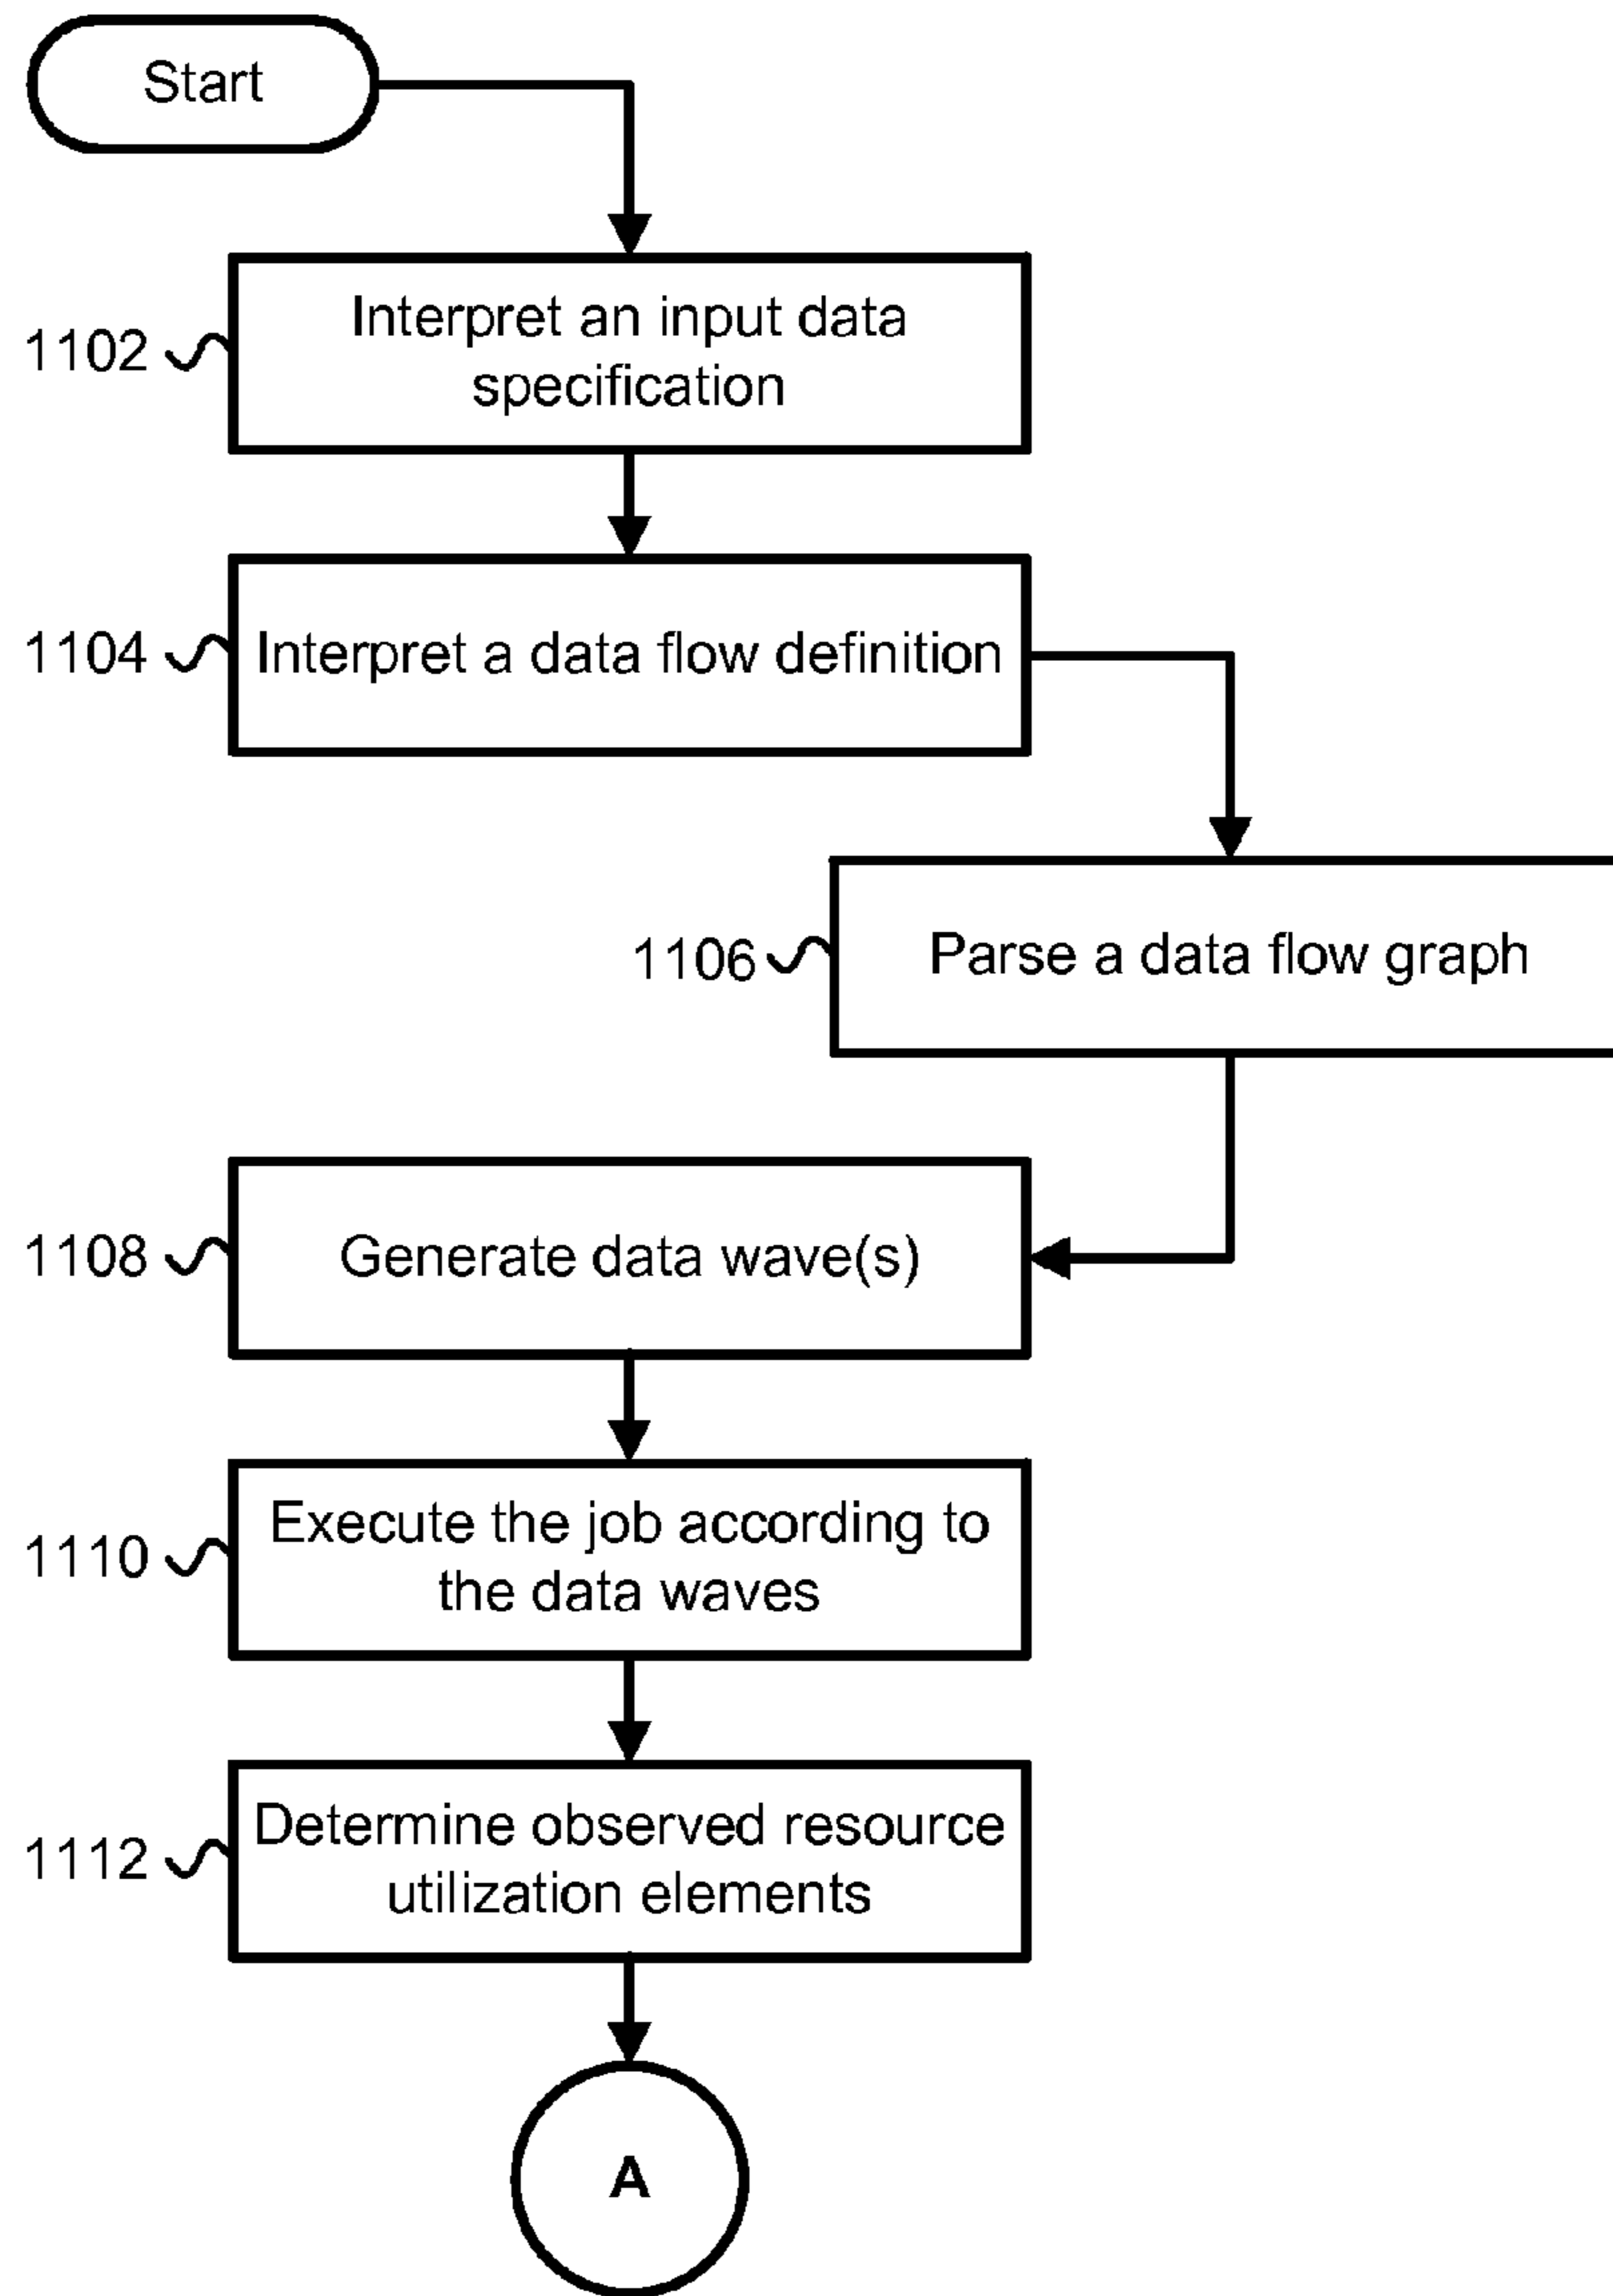 Start
1102
Interpret an input data
specification
1104
Interpret a data flow definition
1106
Parse a data flow graph
1108
Generate data wave(s)
1110
Execute the job according to
the data waves
1112
Determine observed resource
utilization elements
A